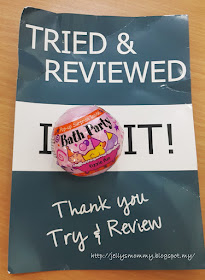 TRIED &
REVIEWED
I IT!
Bath Party
Thank you
Try & Review
http://jellysmommy.blogspot.my/